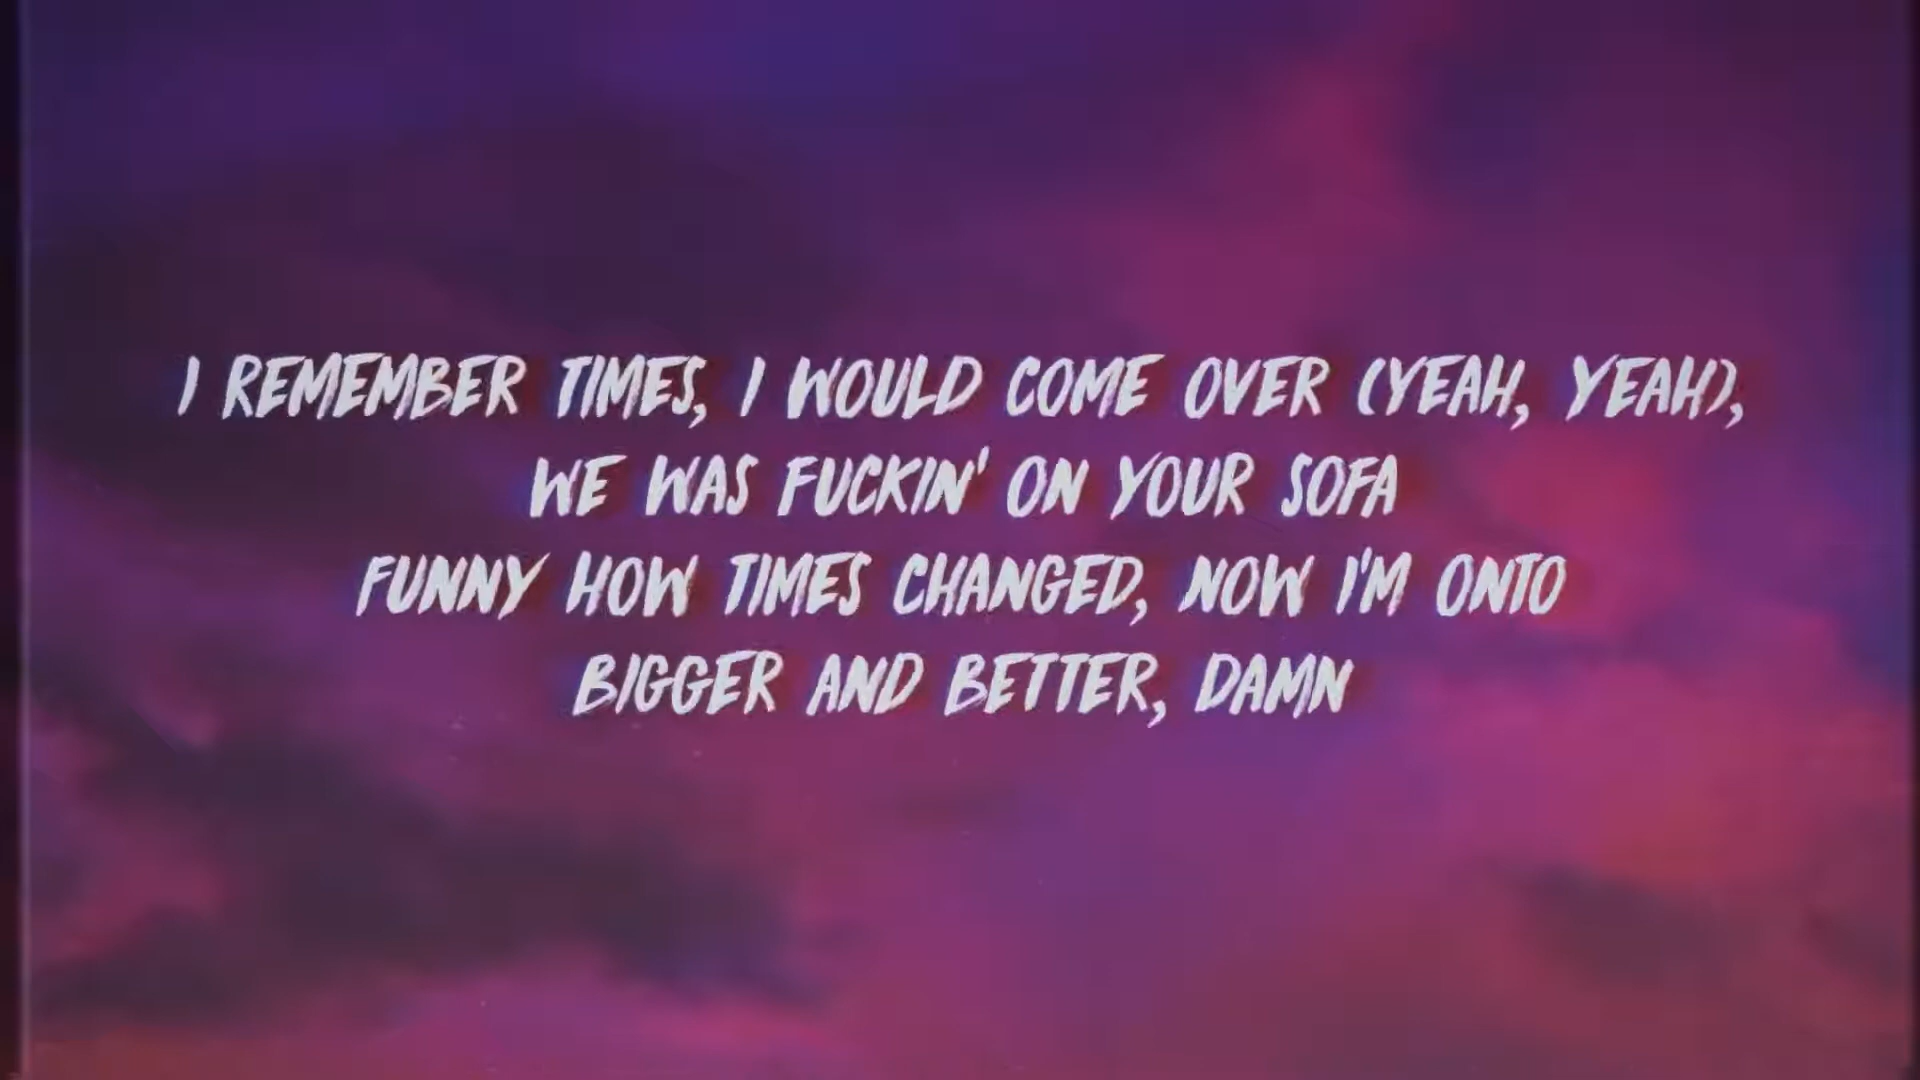 I REMEMBER TIMES, I WOULD COME OVER (YEAH, YEAH),
WE WAS FUCKIN' ON YOUR SOFA
FUNNY HOW TIMES CHANGED, NOW I'M ONTO
BIGGER AND BETTER, DAMN